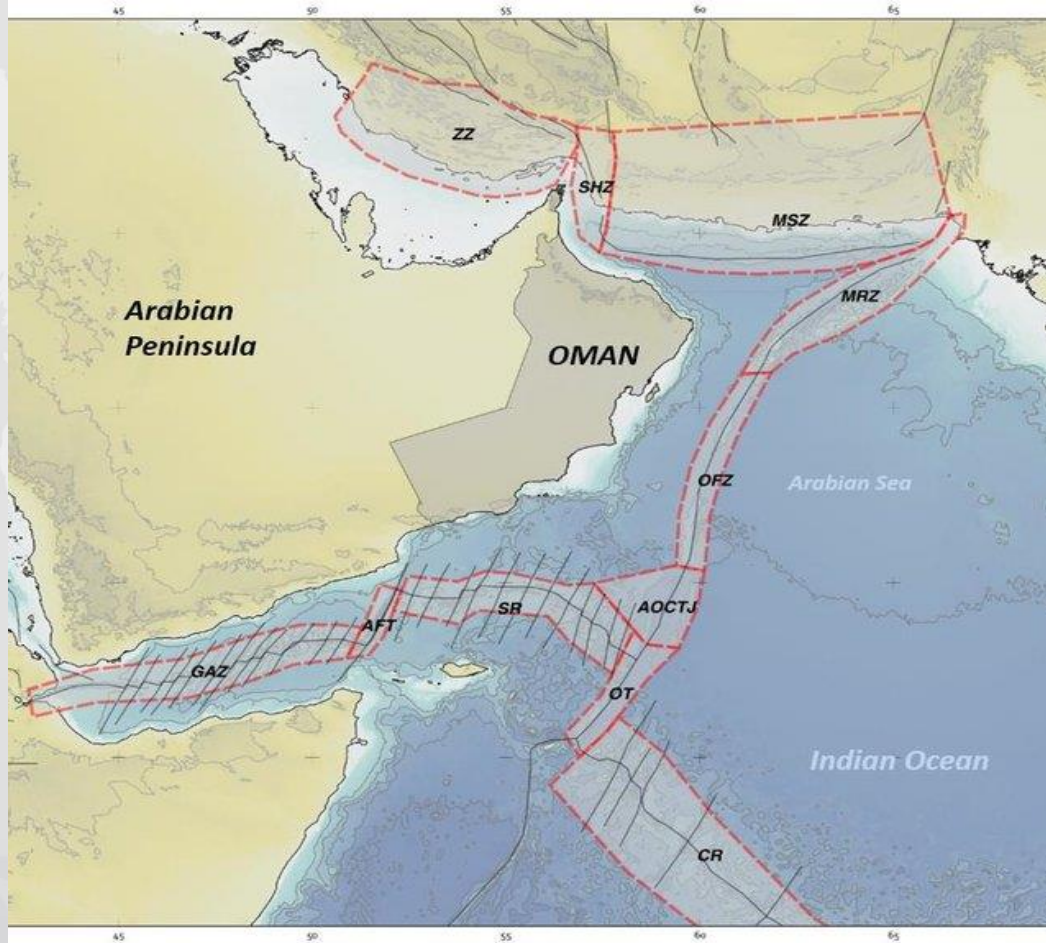 45 50 55 60 65
ZZ
SHZ
MSZ
MRZ
Arabian
Peninsula
OMAN
OFZ
Arabian Sea
SR
AOCTJ
AFT
GAZ
OT
Indian Ocean
CR
45 50 55 60 65